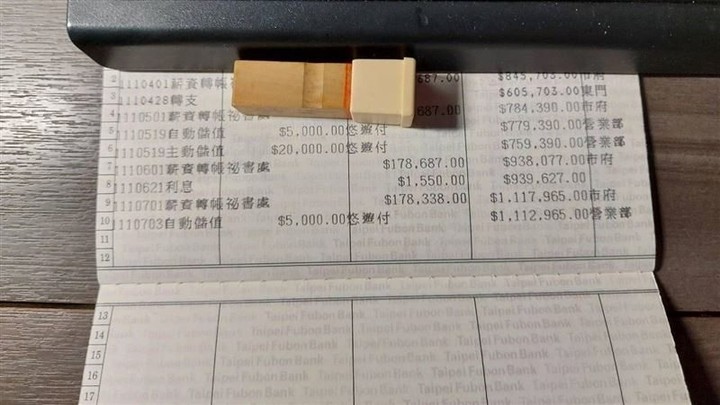 2 1110401薪資轉帳祕 $87.00 $845,703.00市府
3 1110428轉支 $605,703.00東門
4 1110501薪資轉帳祕書處 687.00 $784,390.00市府
5 1110519自動儲值 $5,000.00悠遊付 $779,390.00營業部
6 1110519主動儲值 $20,000.00悠遊付 $759,390.00營業部
7 1110601薪資轉帳祕書處 $178,687.00 $938,077.00市府
8 1110621利息 $1,550.00 $939,627.00
9 1110701薪資轉帳祕書處 $178,338.00 $1,117,965.00市府
10 1110703自動儲值 $5,000.00悠遊付 $1,112,965.00營業部
11
12
Taipei Fubon Bank
13
14
15
16
17